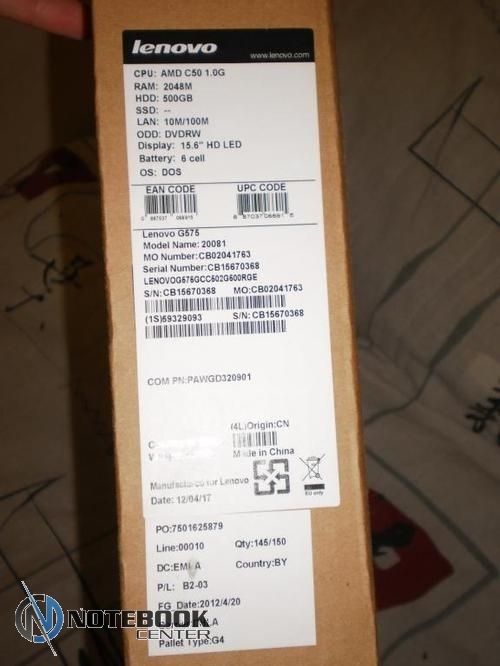 lenovo
www.lenovo.com
CPU: AMD C50 1.0G
RAM: 2048M
HDD: 500GB
SSD: --
LAN: 10M/100M
ODD: DVDRW
Display: 15.6" HD LED
Battery: 6 cell
OS: DOS
EAN CODE UPC CODE
Lenovo G575
Model Name: 20081
MO Number:CB02041763
Serial Number:CB15670368
LENOVOG575GCC502G500RGE
S/N:CB15670368 MO:CB02041763
(1S)59329093 S/N:CB15670368
COM PN:PAWGD320901
(4L)Origin:CN
Made in China
Manufactured for Lenovo
Date: 12/04/17
EU only
PO:7501625879
Line:00010 Qty:145/150
DC:EMEA Country:BY
P/L: B2-03
FG Date:2012/4/20
Pallet Type:G4
NOTEBOOK
CENTER